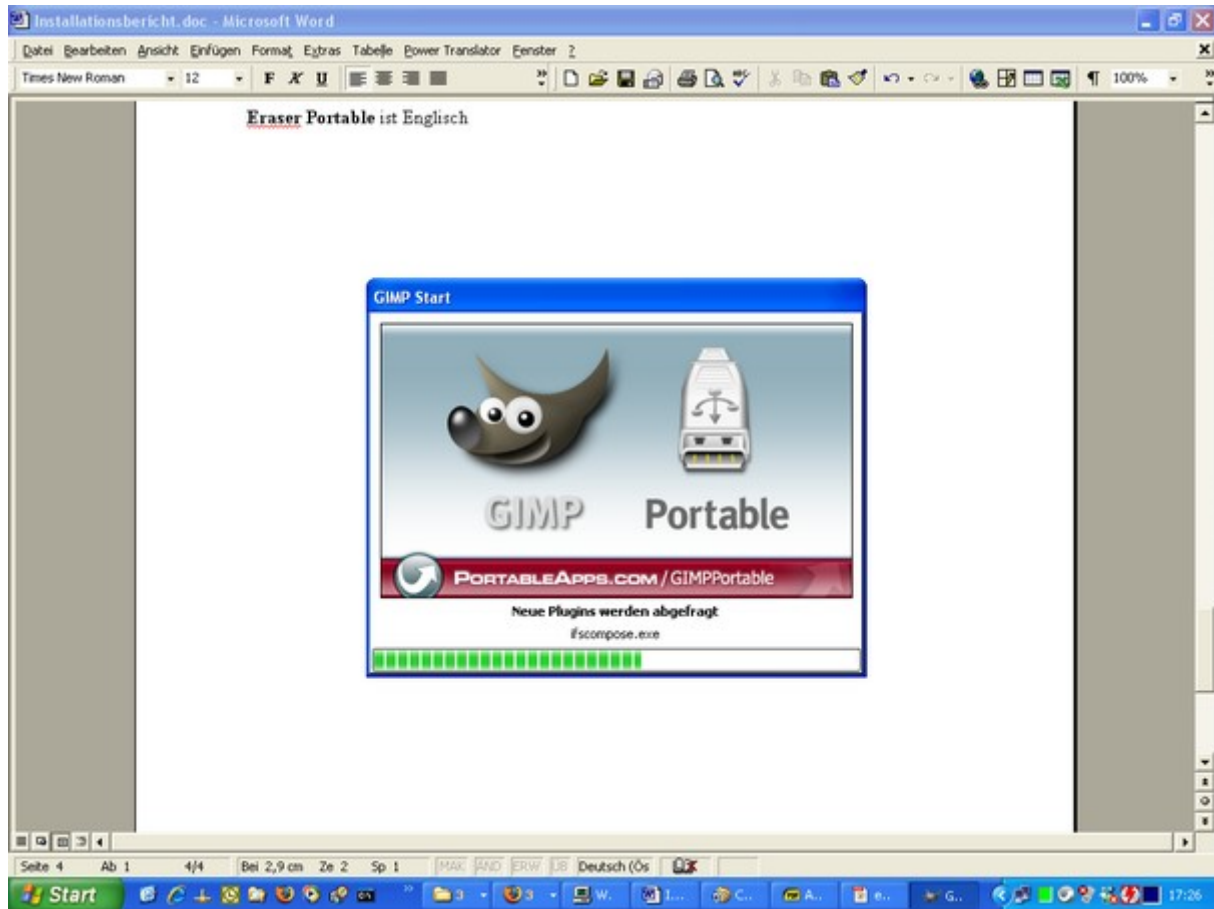 Installationsbericht.doc - Microsoft Word
Datei Bearbeiten Ansicht Einfügen Format Extras Tabelle Power Translator Fenster ?
Times New Roman 12 F K U 100%
Eraser Portable ist Englisch
GIMP Start
GIMP Portable
PORTABLEAPPS.COM / GIMPPortable
Neue Plugins werden abgefragt
ifscompose.exe
Seite 4 Ab 1 4/4 Bei 2,9 cm Ze 2 Sp 1 MAK ÄND ERW ÜB Deutsch (Ös
Start 3 3 W.. I... C.. A.. e.. G.. 17:26